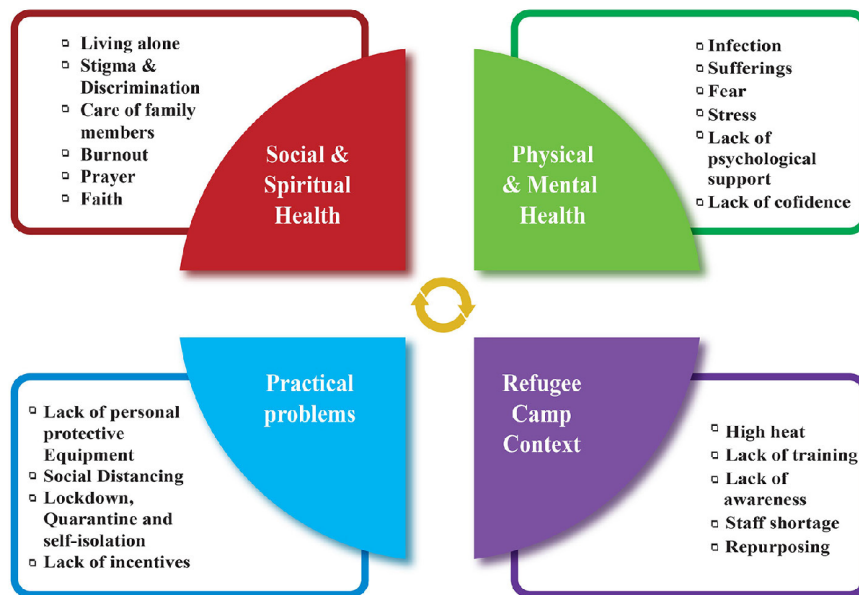 Living alone
Stigma &
Discrimination
Care of family
members
Burnout
Prayer
Faith
Social &
Spiritual
Health
Physical
& Mental
Health
Infection
Sufferings
Fear
Stress
Lack of
psychological
support
Lack of cofidence
Practical
problems
Lack of personal
protective
Equipment
Social Distancing
Lockdown,
Quarantine and
self-isolation
Lack of incentives
Refugee
Camp
Context
High heat
Lack of training
Lack of
awareness
Staff shortage
Repurposing